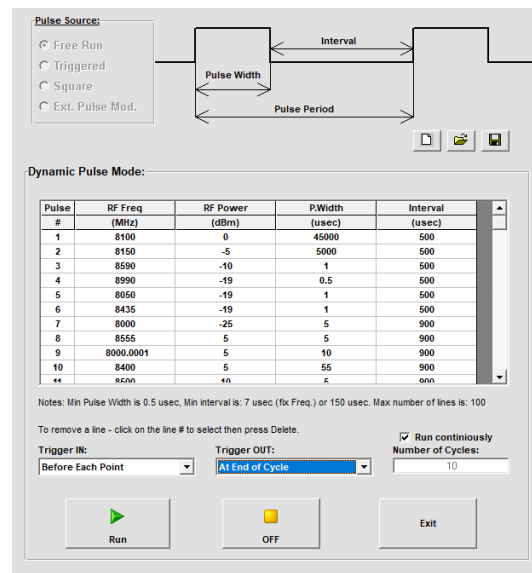 Pulse Source:
Free Run
Triggered
Square
Ext. Pulse Mod.
Interval
Pulse Width
Pulse Period
Dynamic Pulse Mode:
Pulse RF Freq RF Power P.Width Interval
# (MHz) (dBm) (usec) (usec)
1 8100 0 45000 500
2 8150 -5 5000 500
3 8590 -10 1 500
4 8990 -19 0.5 500
5 8050 -19 1 500
6 8435 -19 1 500
7 8000 -25 5 900
8 8555 5 5 900
9 8000.0001 5 10 900
10 8400 5 55 900
11 8500 10 5 900
Notes: Min Pulse Width is 0.5 usec, Min interval is: 7 usec (fix Freq.) or 150 usec. Max number of lines is: 100
To remove a line - click on the line # to select then press Delete.
Run continiously
Trigger IN: Trigger OUT: Number of Cycles:
Before Each Point At End of Cycle 10
Run OFF Exit